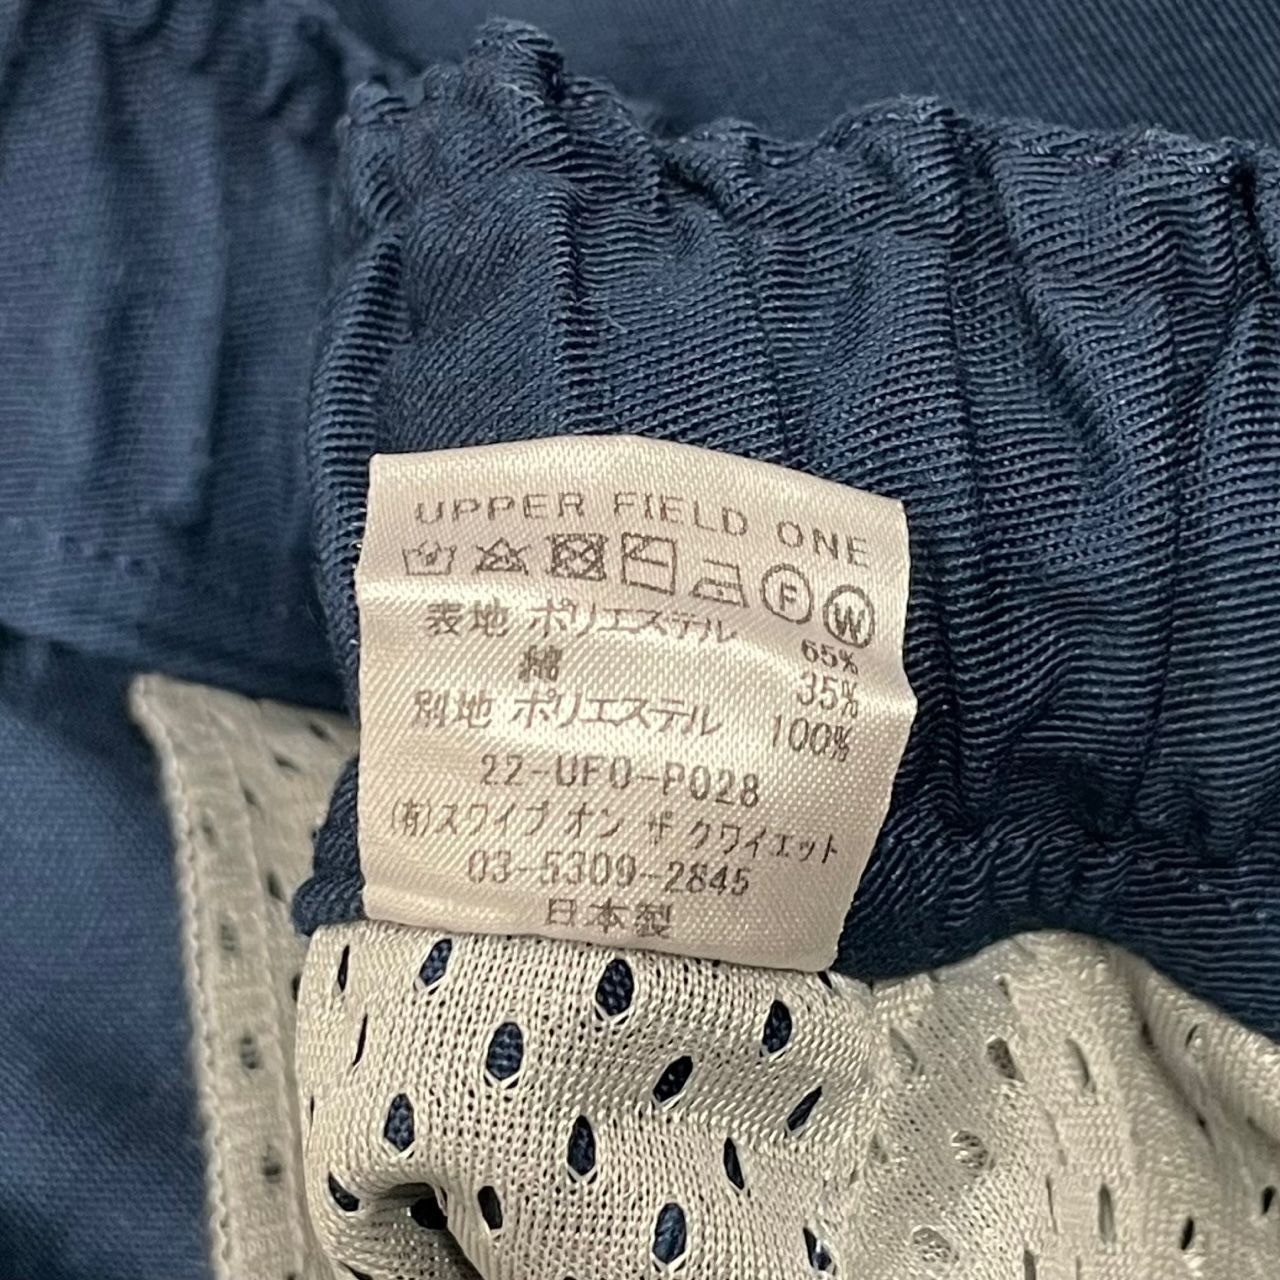 UPPER FIELD ONE
F W
表地 ポリエステル 65%
綿 35%
別地 ポリエステル 100%
22-UFO-P028
(有)スワイプ オン ザ クワイエット
03-5309-2845
日本製